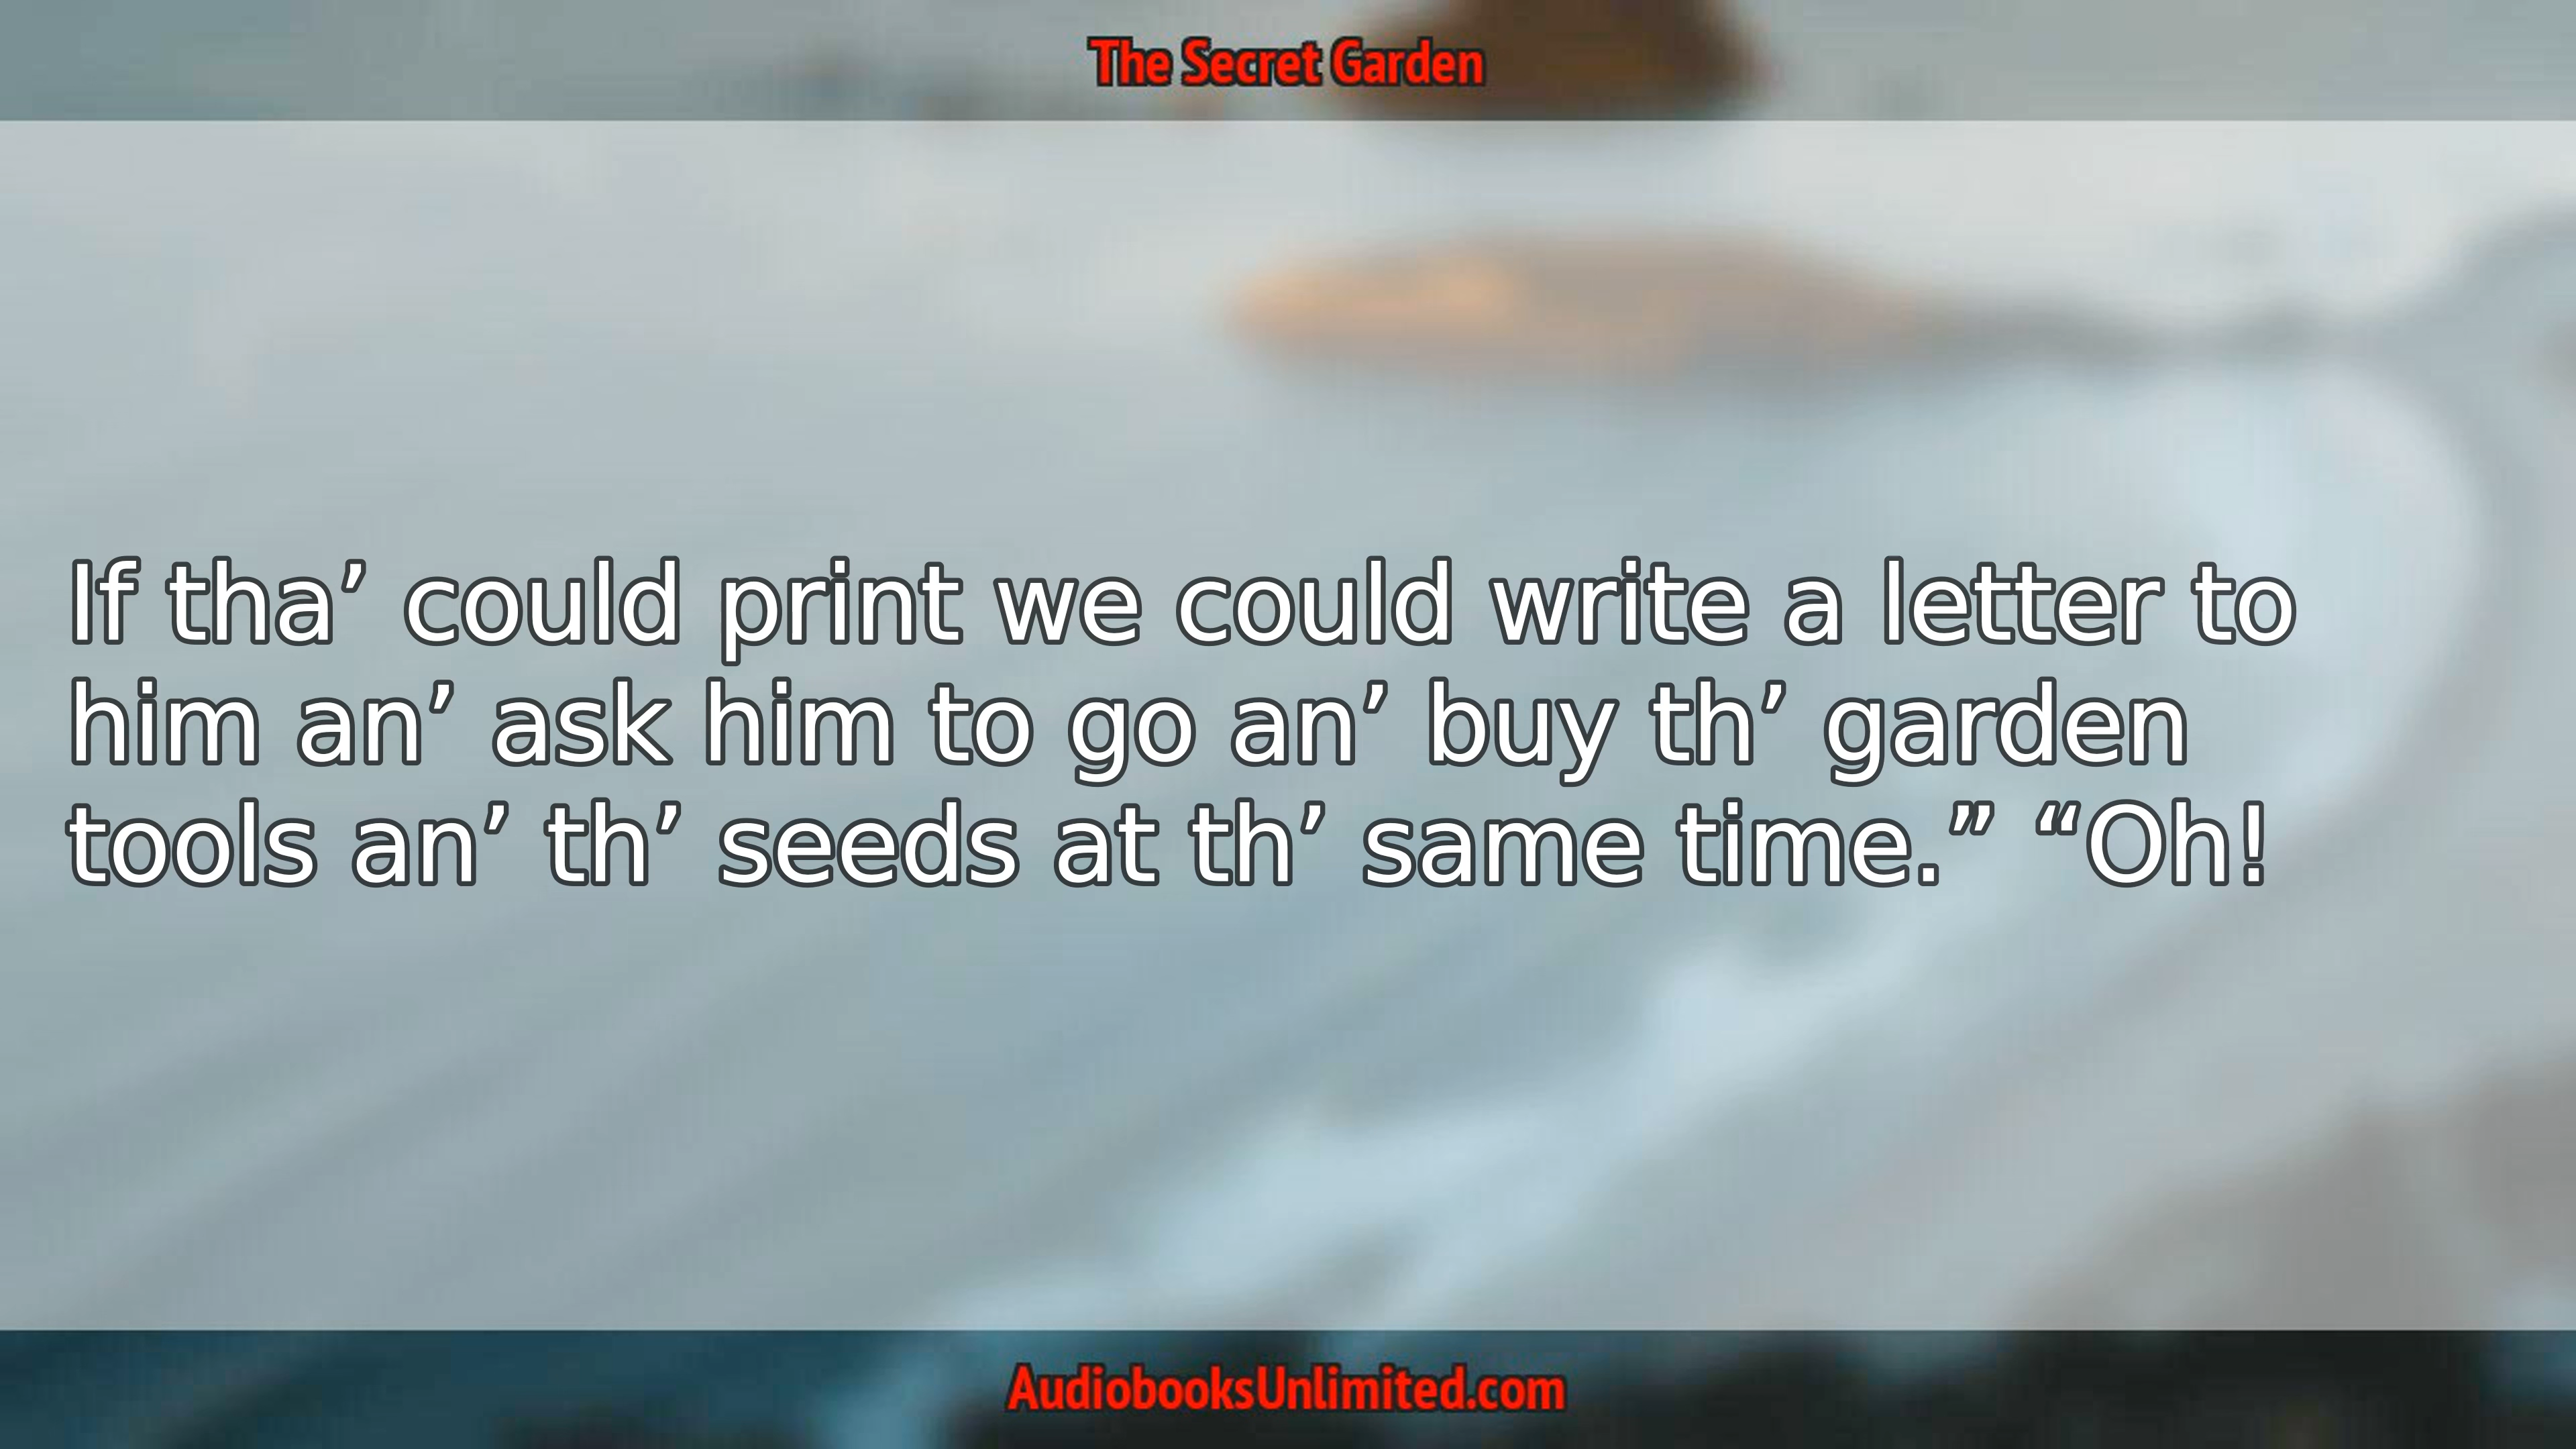 The Secret Garden
If tha’ could print we could write a letter to
him an’ ask him to go an’ buy th’ garden
tools an’ th’ seeds at th’ same time.” “Oh!
AudiobooksUnlimited.com